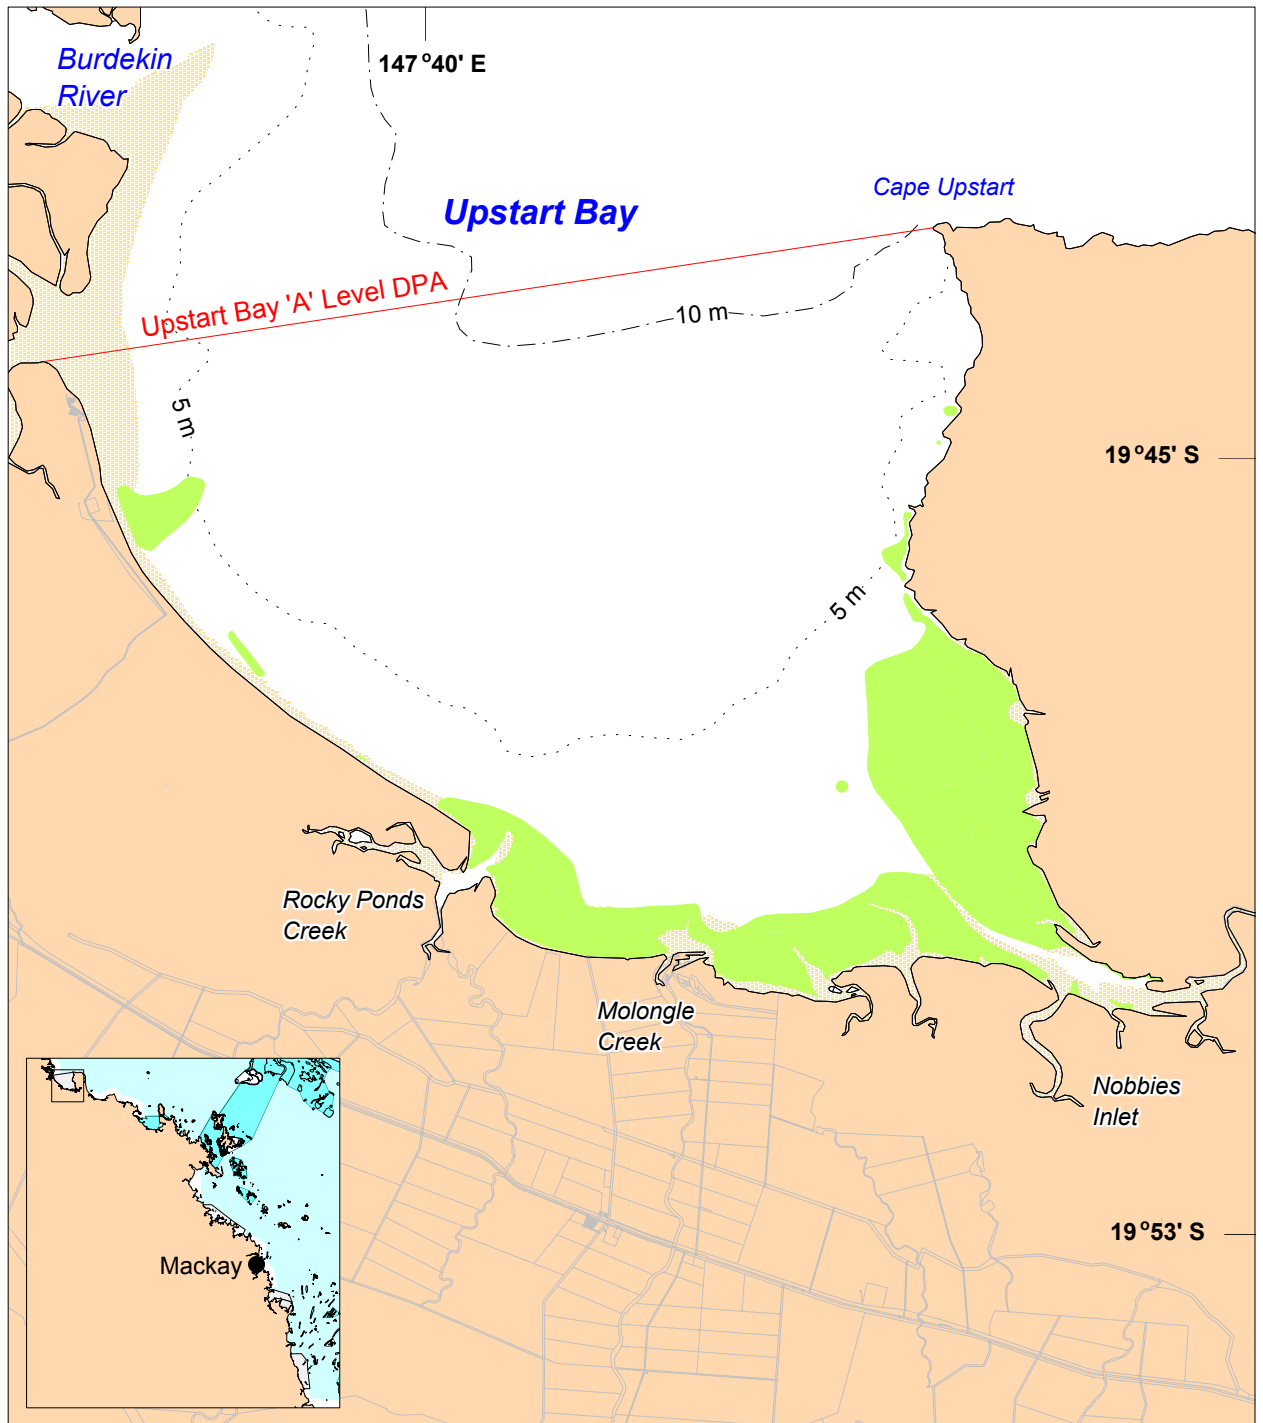 Burdekin
River
147°40' E
Cape Upstart
Upstart Bay
Upstart Bay 'A' Level DPA
10 m
5 m
19°45' S
5 m
Rocky Ponds
Creek
Molongle
Creek
Nobbies
Inlet
19°53' S
Mackay